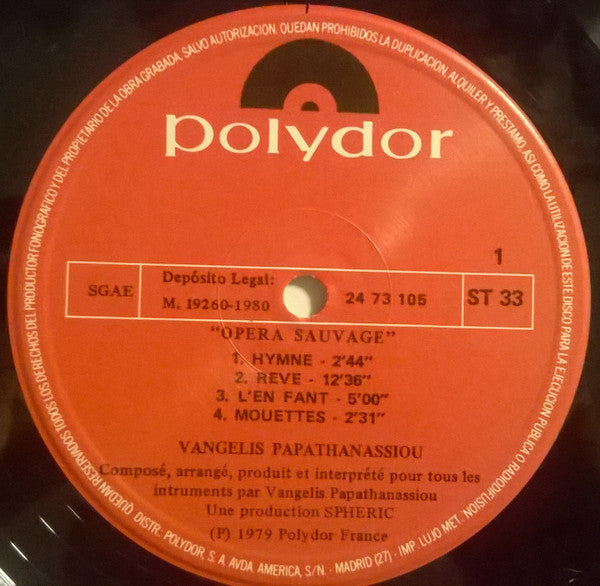 polydor
1
SGAE
Depósito Legal:
M. 19260-1980
24 73 105
ST 33
"OPERA SAUVAGE"
1. HYMNE - 2'44"
2. REVE - 12'36"
3. L'EN FANT - 5'00"
4. MOUETTES - 2'31"
VANGELIS PAPATHANASSIOU
Composé, arrangé, produit et interprété pour tous les
intruments par Vangelis Papathanassiou
Une production SPHERIC
(P) 1979 Polydor France
QUEDAN RESERVADOS TODOS LOS DERECHOS DEL PRODUCTOR FONOGRAFICO Y DEL PROPIETARIO DE LA OBRA GRABADA. SALVO AUTORIZACION, QUEDAN PROHIBIDOS LA DUPLICACION, ALQUILER Y PRESTAMO, ASI COMO LA UTILIZACION DE ESTE DISCO PARA LA EJECUCION PUBLICA O RADIODIFUSION.
DISTR. POLYDOR, S. A. AVDA. AMERICA, S/N. - MADRID (27) - IMP. LUJO MET.